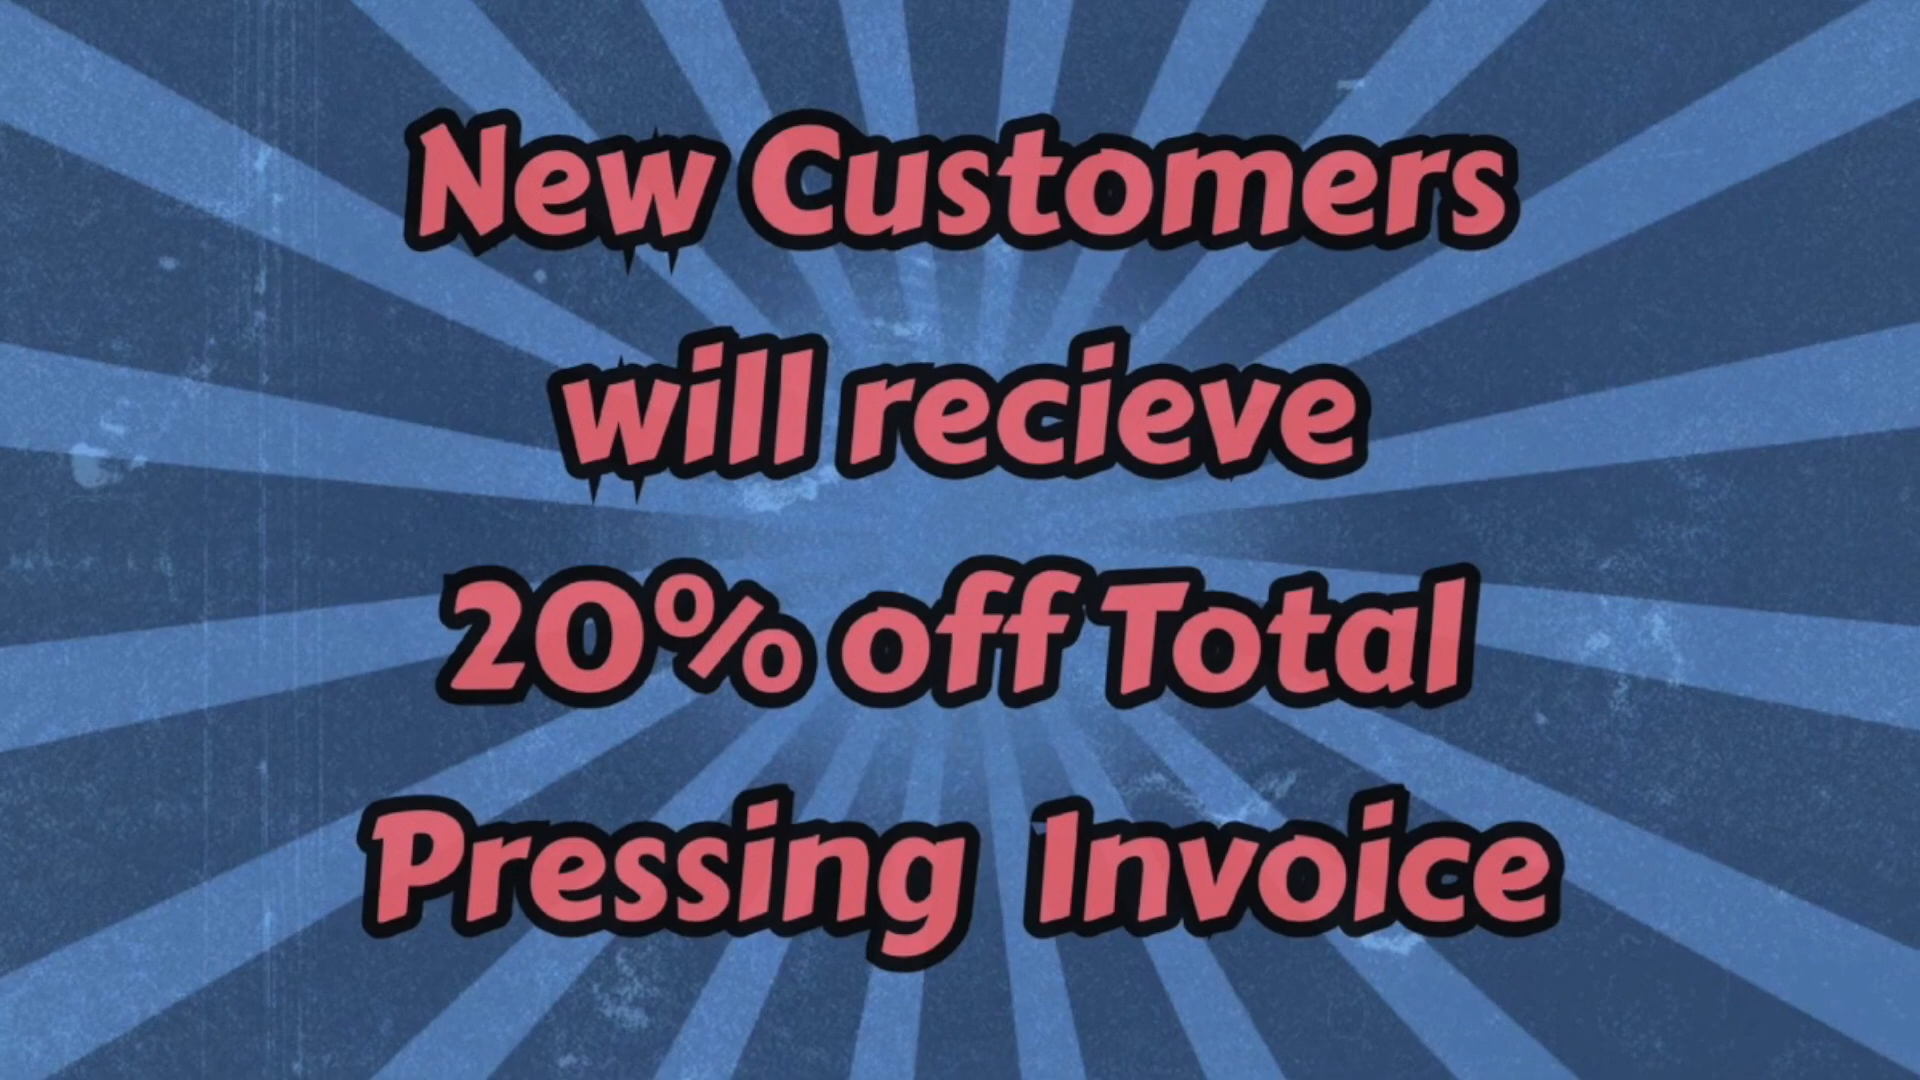 New Customers
will recieve
20% off Total
Pressing Invoice